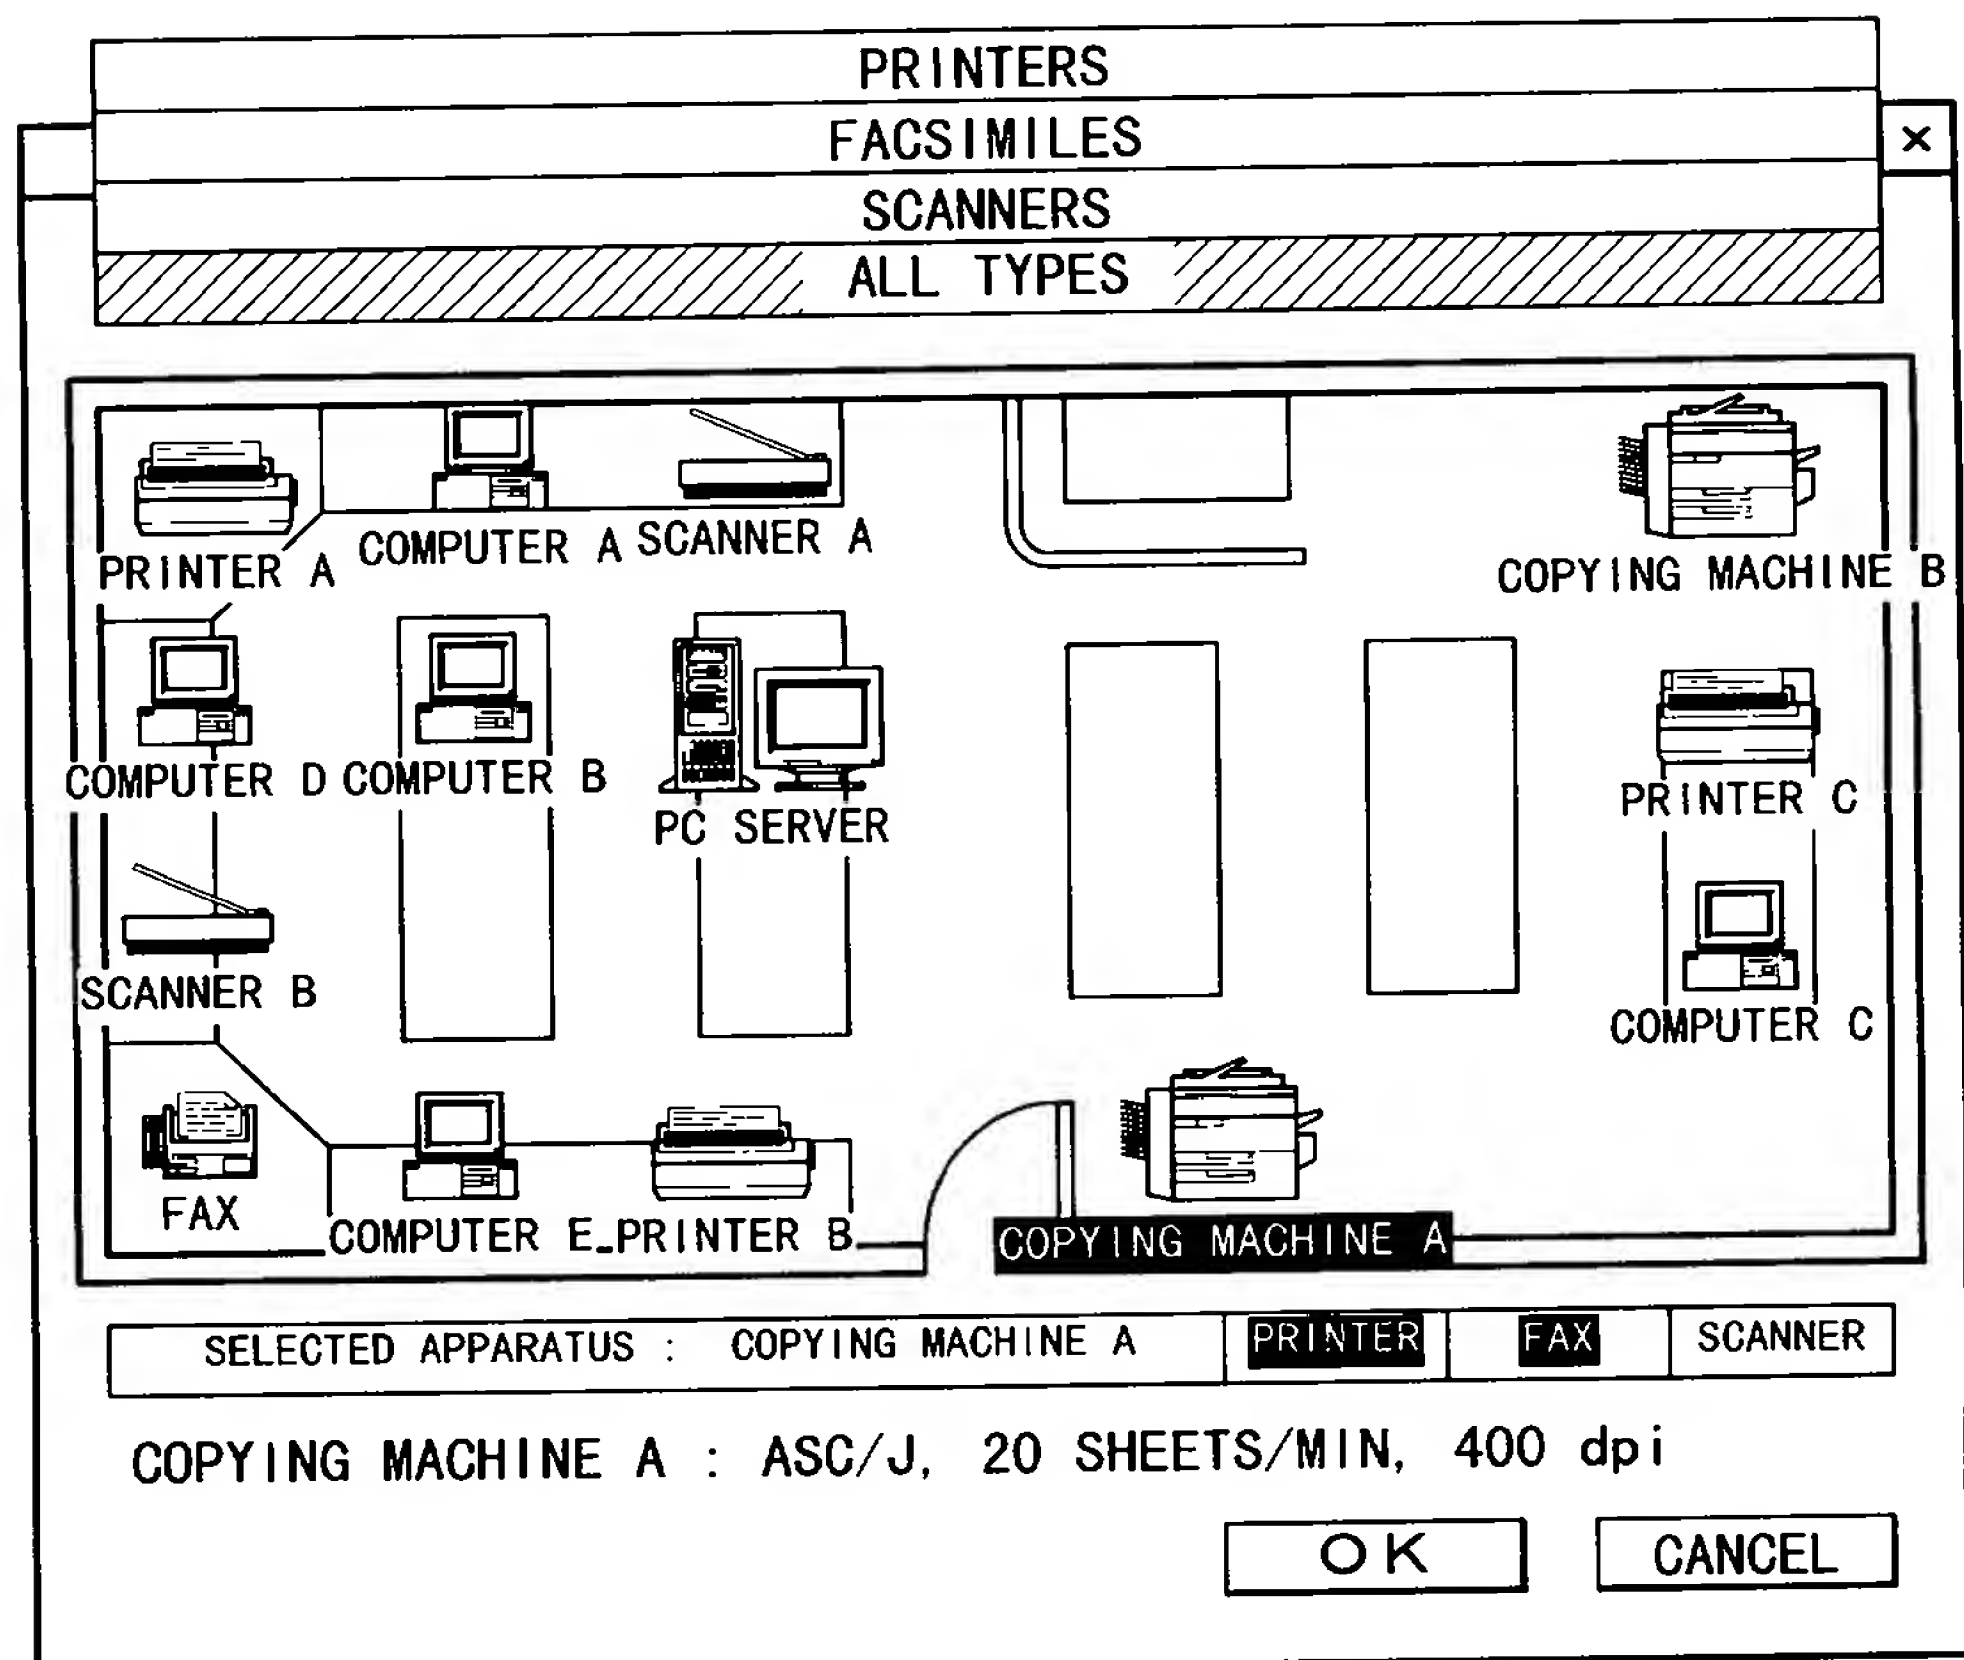 PRINTERS
FACSIMILES
×
SCANNERS
ALL TYPES
COMPUTER A SCANNER A
PRINTER A
COPYING MACHINE B
COMPUTER D COMPUTER B
PC SERVER
PRINTER C
SCANNER B
COMPUTER C
FAX
COMPUTER E PRINTER B
COPYING MACHINE A
SELECTED APPARATUS : COPYING MACHINE A PRINTER FAX SCANNER
COPYING MACHINE A : ASC/J, 20 SHEETS/MIN, 400 dpi
OK CANCEL